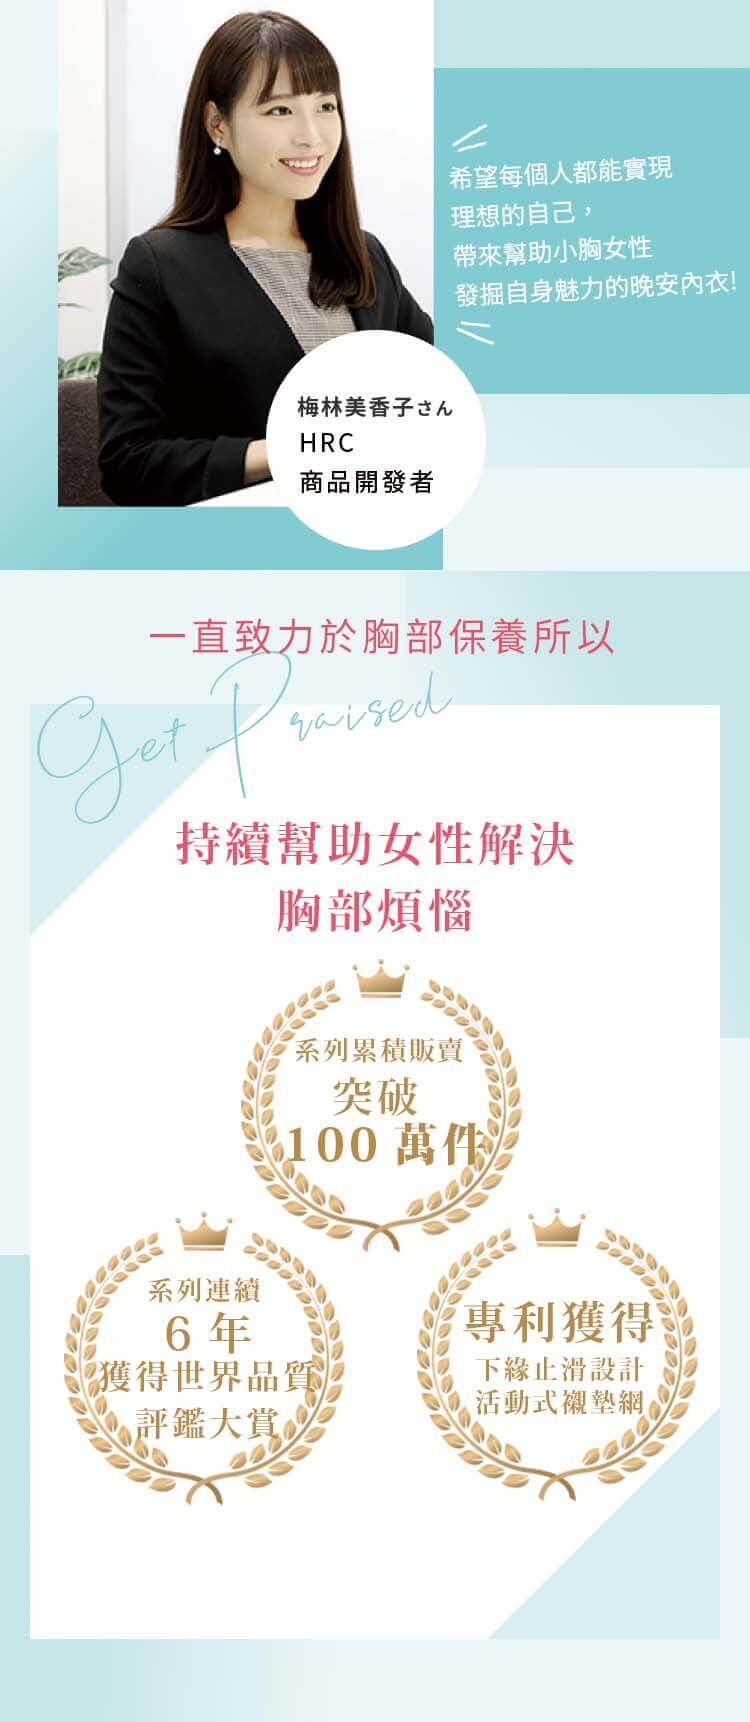 希望每個人都能實現
理想的自己，
帶來幫助小胸女性
發掘自身魅力的晚安內衣!
梅林美香子さん
HRC
商品開發者
一直致力於胸部保養所以
Get Praised
持續幫助女性解決
胸部煩惱
系列累積販賣
突破
100 萬件
系列連續
6 年
獲得世界品質
評鑑大賞
專利獲得
下緣止滑設計
活動式襯墊網